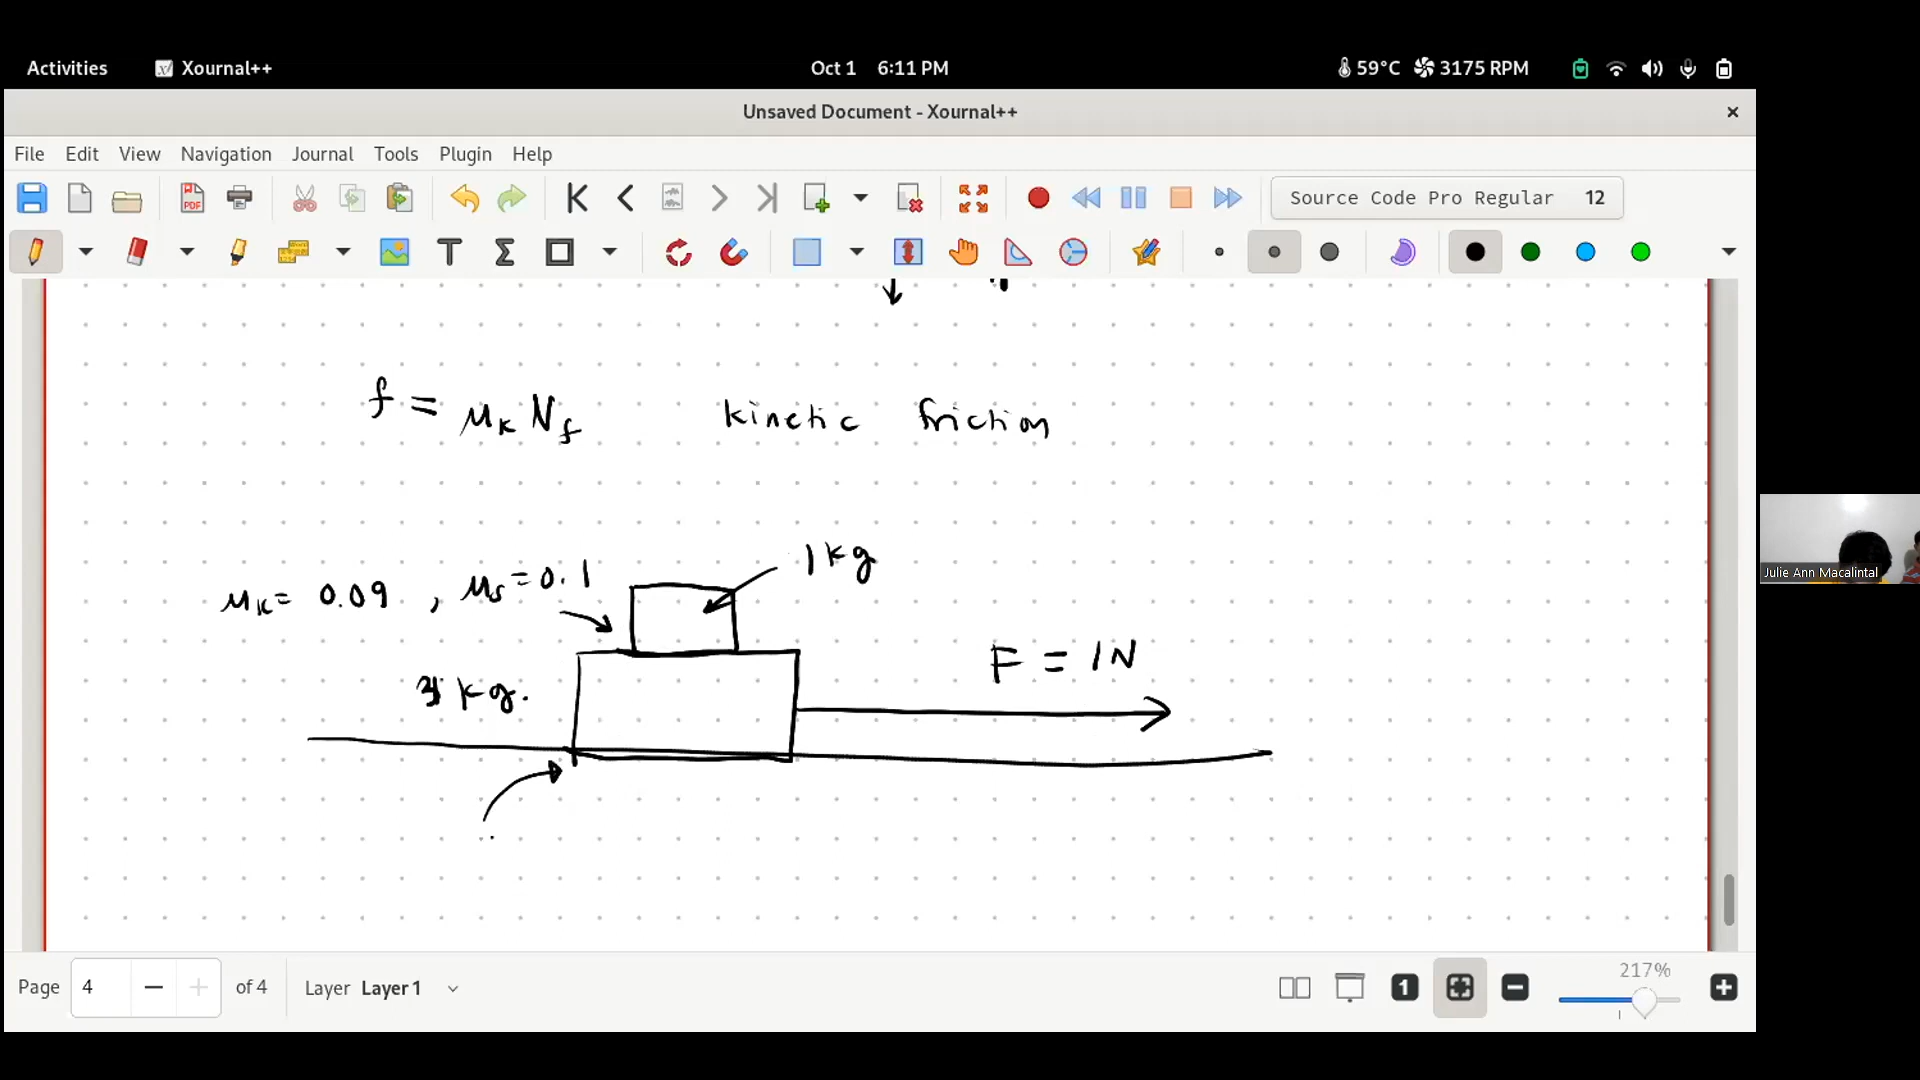 Activities Xournal++ Oct 1 6:11 PM 59°C 3175 RPM
Unsaved Document - Xournal++
File Edit View Navigation Journal Tools Plugin Help
Source Code Pro Regular 12
f = μk Nf kinetic friction
1 kg
μk = 0.09 , μs = 0.1
F = 1N
kg.
Julie Ann Macalintal
Page 4 of 4 Layer Layer 1 217%